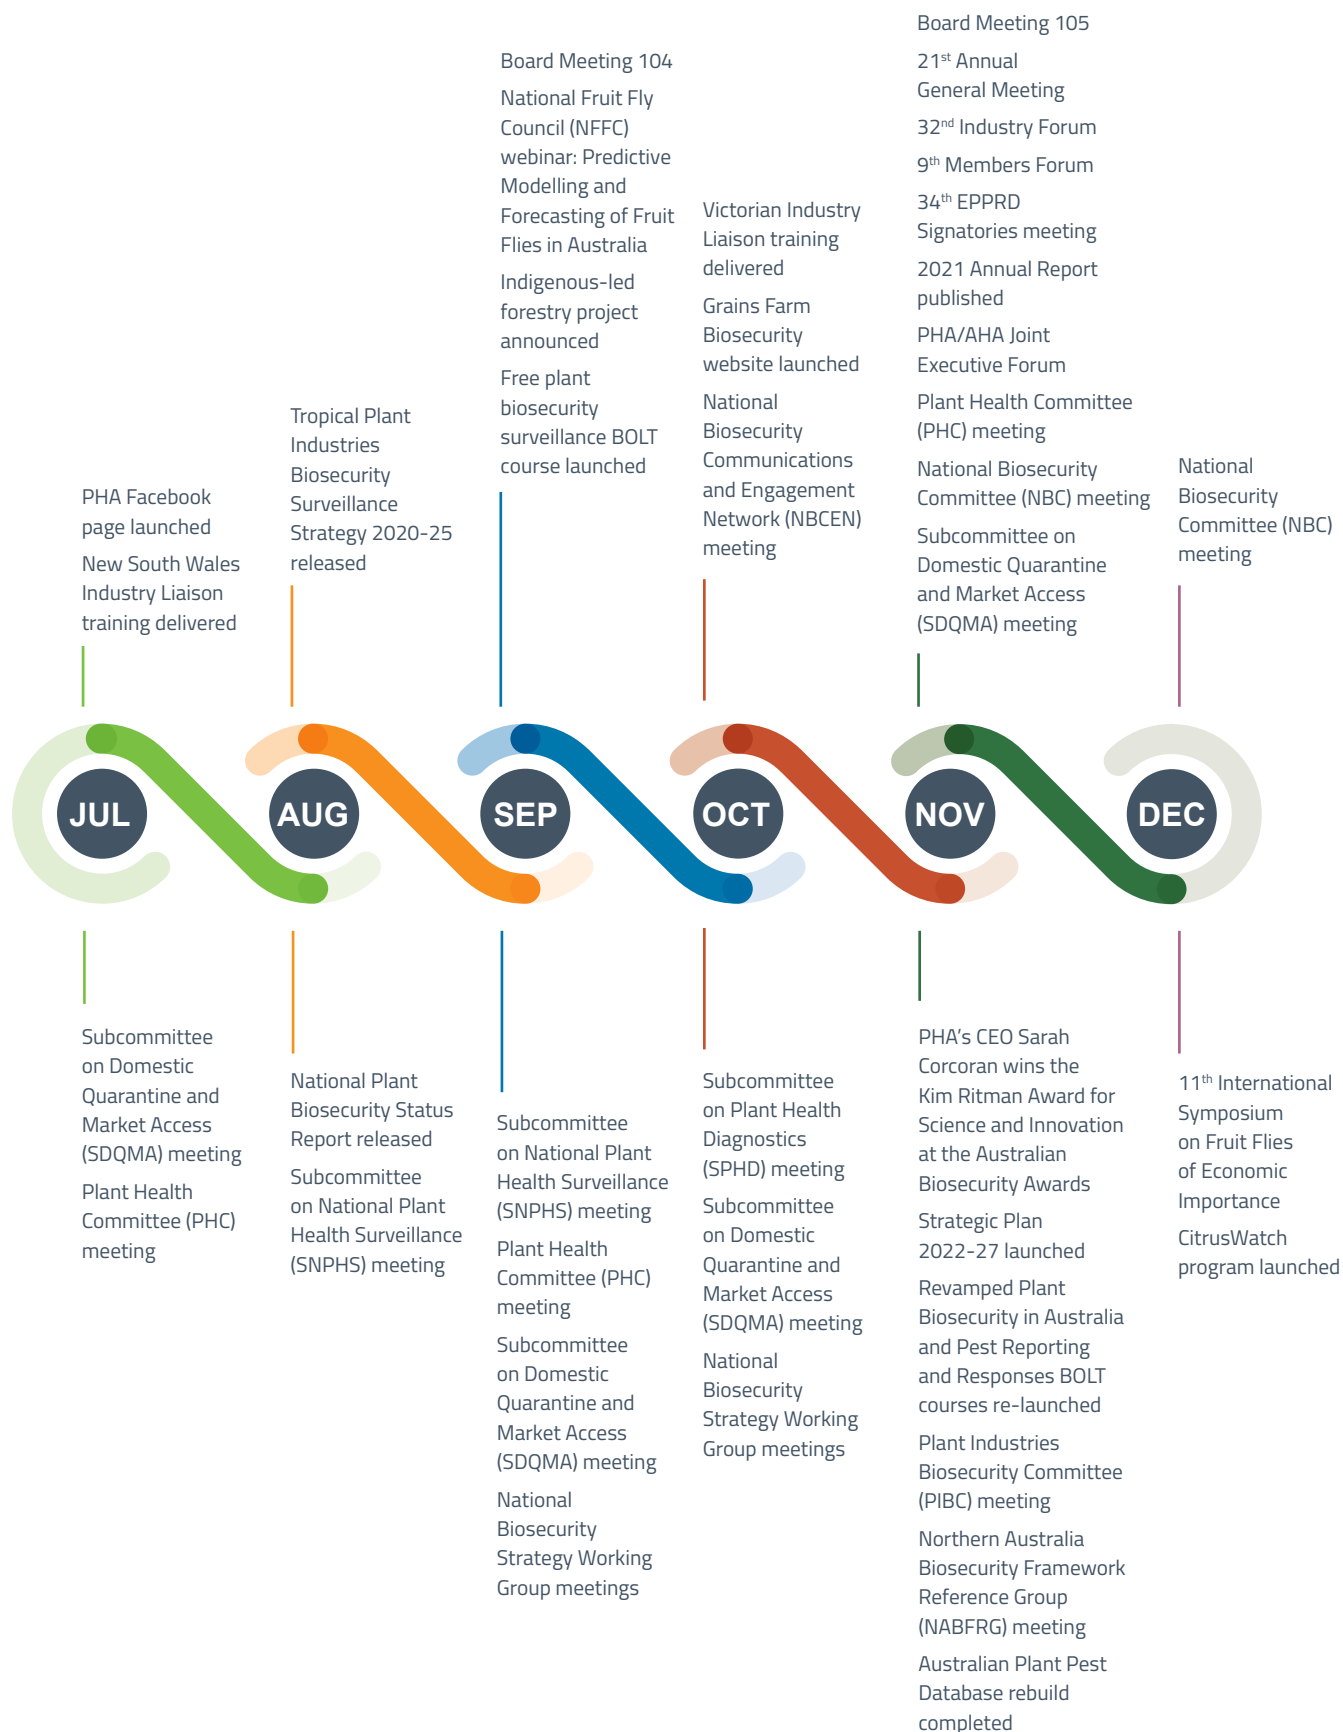 PHA Facebook
page launched
New South Wales
Industry Liaison
training delivered
Tropical Plant
Industries
Biosecurity
Surveillance
Strategy 2020-25
released
Board Meeting 104
National Fruit Fly
Council (NFFC)
webinar: Predictive
Modelling and
Forecasting of Fruit
Flies in Australia
Indigenous-led
forestry project
announced
Free plant
biosecurity
surveillance BOLT
course launched
Victorian Industry
Liaison training
delivered
Grains Farm
Biosecurity
website launched
National
Biosecurity
Communications
and Engagement
Network (NBCEN)
meeting
Board Meeting 105
21st Annual
General Meeting
32nd Industry Forum
9th Members Forum
34th EPPRD
Signatories meeting
2021 Annual Report
published
PHA/AHA Joint
Executive Forum
Plant Health Committee
(PHC) meeting
National Biosecurity
Committee (NBC) meeting
Subcommittee on
Domestic Quarantine
and Market Access
(SDQMA) meeting
National
Biosecurity
Committee (NBC)
meeting
JUL
AUG
SEP
OCT
NOV
DEC
Subcommittee
on Domestic
Quarantine and
Market Access
(SDQMA) meeting
Plant Health
Committee (PHC)
meeting
National Plant
Biosecurity Status
Report released
Subcommittee
on National Plant
Health Surveillance
(SNPHS) meeting
Subcommittee
on National Plant
Health Surveillance
(SNPHS) meeting
Plant Health
Committee (PHC)
meeting
Subcommittee
on Domestic
Quarantine and
Market Access
(SDQMA) meeting
National
Biosecurity
Strategy Working
Group meetings
Subcommittee
on Plant Health
Diagnostics
(SPHD) meeting
Subcommittee
on Domestic
Quarantine and
Market Access
(SDQMA) meeting
National
Biosecurity
Strategy Working
Group meetings
PHA's CEO Sarah
Corcoran wins the
Kim Ritman Award for
Science and Innovation
at the Australian
Biosecurity Awards
Strategic Plan
2022-27 launched
Revamped Plant
Biosecurity in Australia
and Pest Reporting
and Responses BOLT
courses re-launched
Plant Industries
Biosecurity Committee
(PIBC) meeting
Northern Australia
Biosecurity Framework
Reference Group
(NABFRG) meeting
Australian Plant Pest
Database rebuild
completed
11th International
Symposium
on Fruit Flies
of Economic
Importance
CitrusWatch
program launched